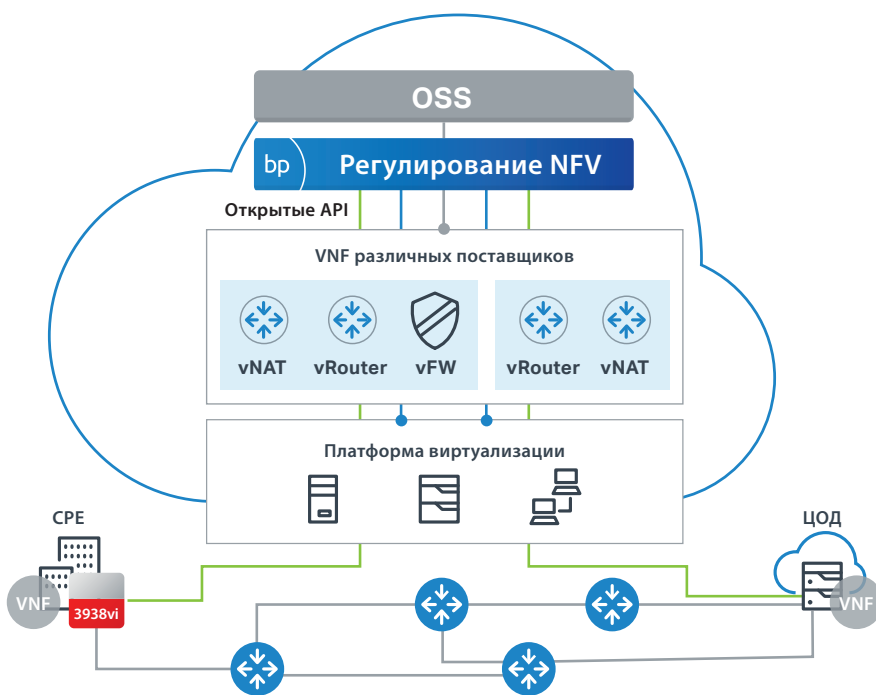 OSS
bp
Регулирование NFV
Открытые API
VNF различных поставщиков
vNAT
vRouter
vFW
vRouter
vNAT
Платформа виртуализации
CPE
ЦОД
VNF
3938vi
VNF